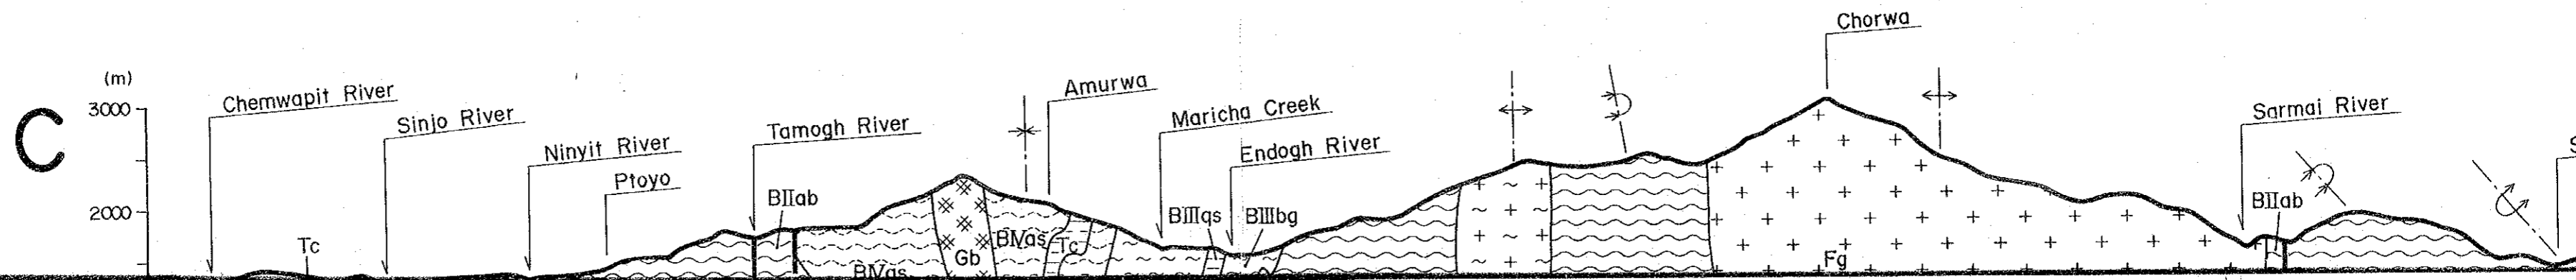 Chorwa
(m)
C
3000
Chemwapit River
Sinjo River
Ninyit River
Ptoyo
Tamogh River
Amurwa
Maricha Creek
Endogh River
Sarmai River
S
2000
BIIab
BIIIqs
BIIIbg
BIIab
Tc
BIVas
BIVas
Gb
Tc
Fg